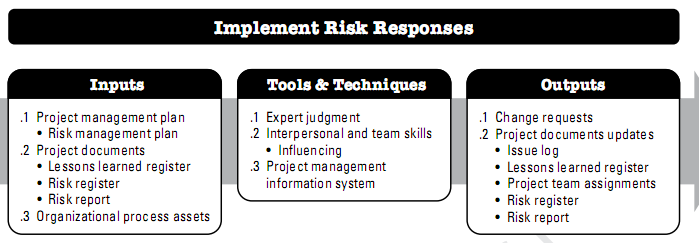 Implement Risk Responses
Inputs
.1 Project management plan
• Risk management plan
.2 Project documents
• Lessons learned register
• Risk register
• Risk report
.3 Organizational process assets
Tools & Techniques
.1 Expert judgment
.2 Interpersonal and team skills
• Influencing
.3 Project management
information system
Outputs
.1 Change requests
.2 Project documents updates
• Issue log
• Lessons learned register
• Project team assignments
• Risk register
• Risk report